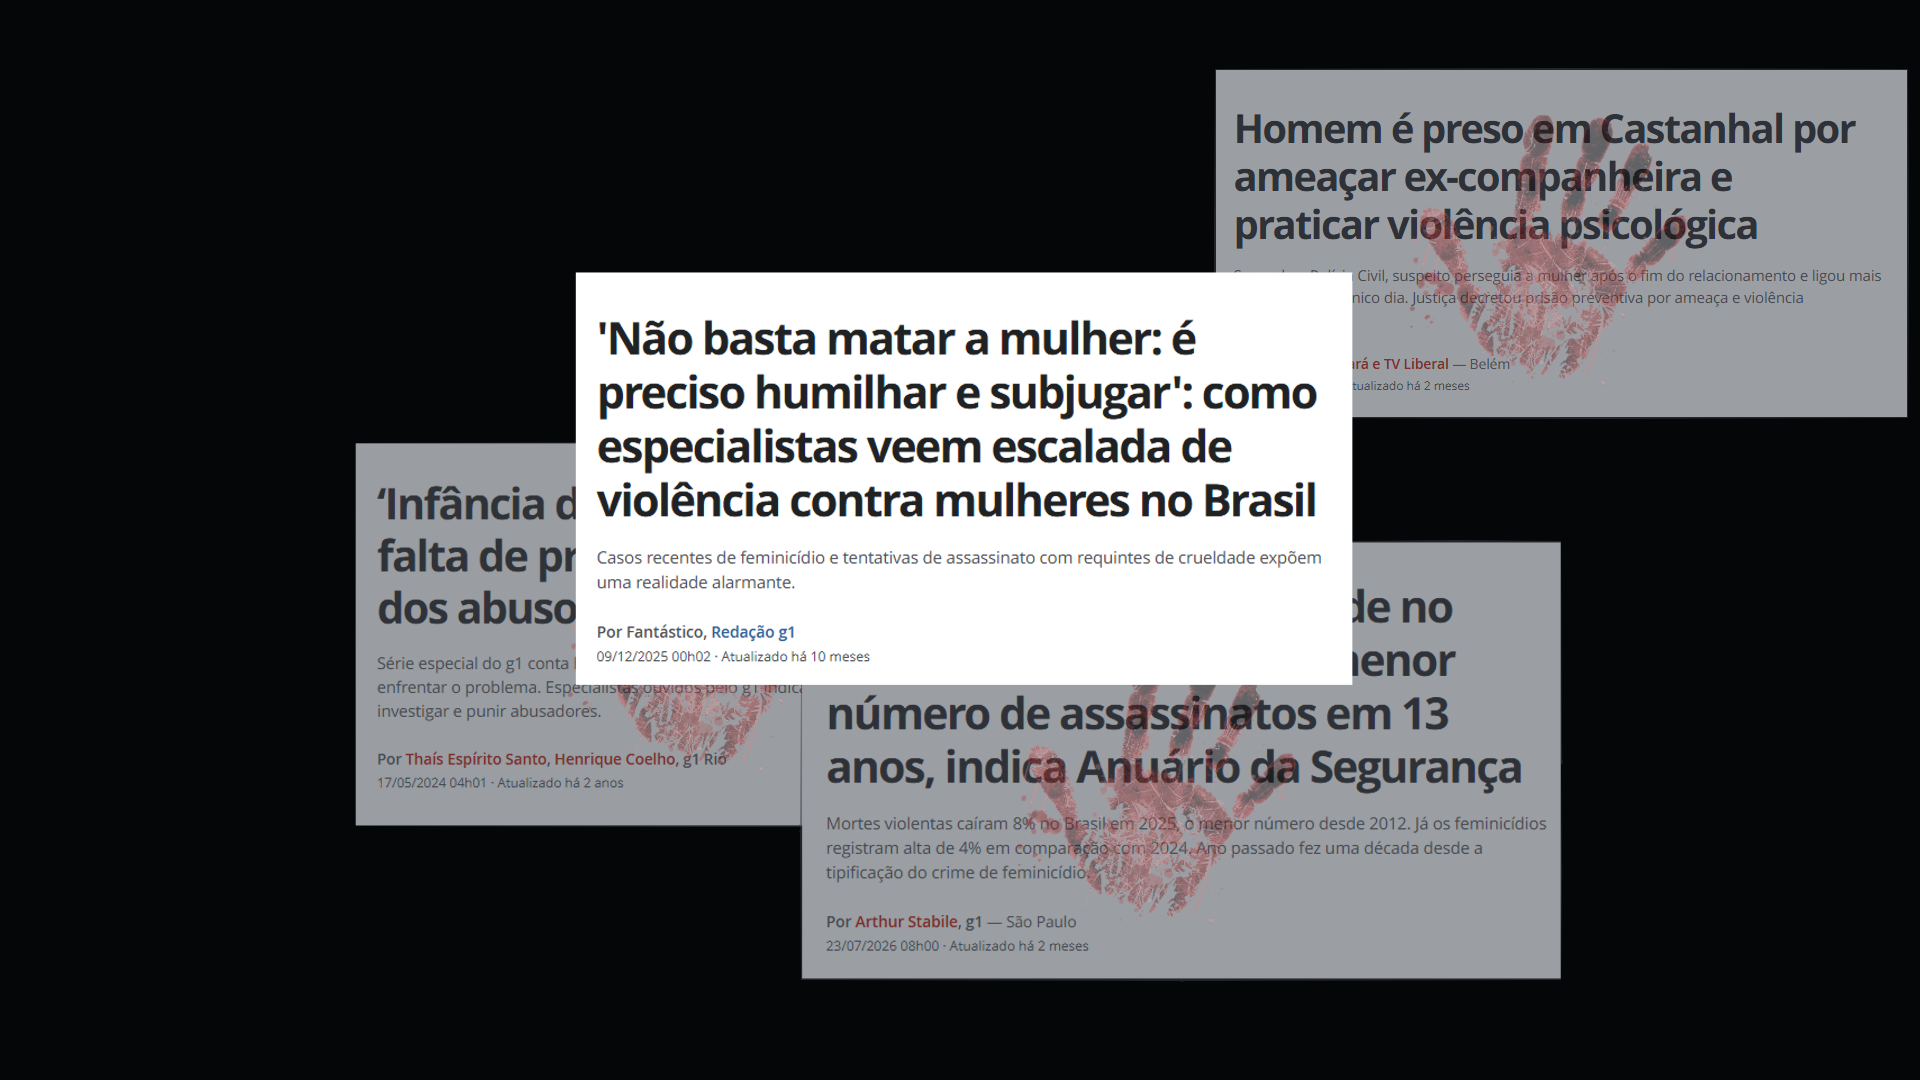 Homem é preso em Castanhal por
ameaçar ex-companheira e
praticar violência psicológica
Civil, suspeito perseguia a mulher após o fim do relacionamento e ligou mais
dia. Justiça decretou prisão preventiva por ameaça e violência
e TV Liberal — Belém
há 2 meses
'Não basta matar a mulher: é
preciso humilhar e subjugar': como
especialistas veem escalada de
violência contra mulheres no Brasil
Casos recentes de feminicídio e tentativas de assassinato com requintes de crueldade expõem
uma realidade alarmante.
Por Fantástico, Redação g1
09/12/2025 00h02 · Atualizado há 10 meses
‘Infância
falta de
dos
Série especial do g1 conta
enfrentar o problema. Especialistas ouvidos pelo g1
investigar e punir abusadores.
Por Thaís Espírito Santo, Henrique Coelho, g1 Rio
17/05/2024 04h01 · Atualizado há 2 anos
no
número de assassinatos em 13
anos, indica Anuário da Segurança
Mortes violentas caíram 8% no Brasil em 2025, o menor número desde 2012. Já os feminicídios
registram alta de 4% em comparação com 2024. Ano passado fez uma década desde a
tipificação do crime de feminicídio.
Por Arthur Stabile, g1 — São Paulo
23/07/2026 08h00 · Atualizado há 2 meses